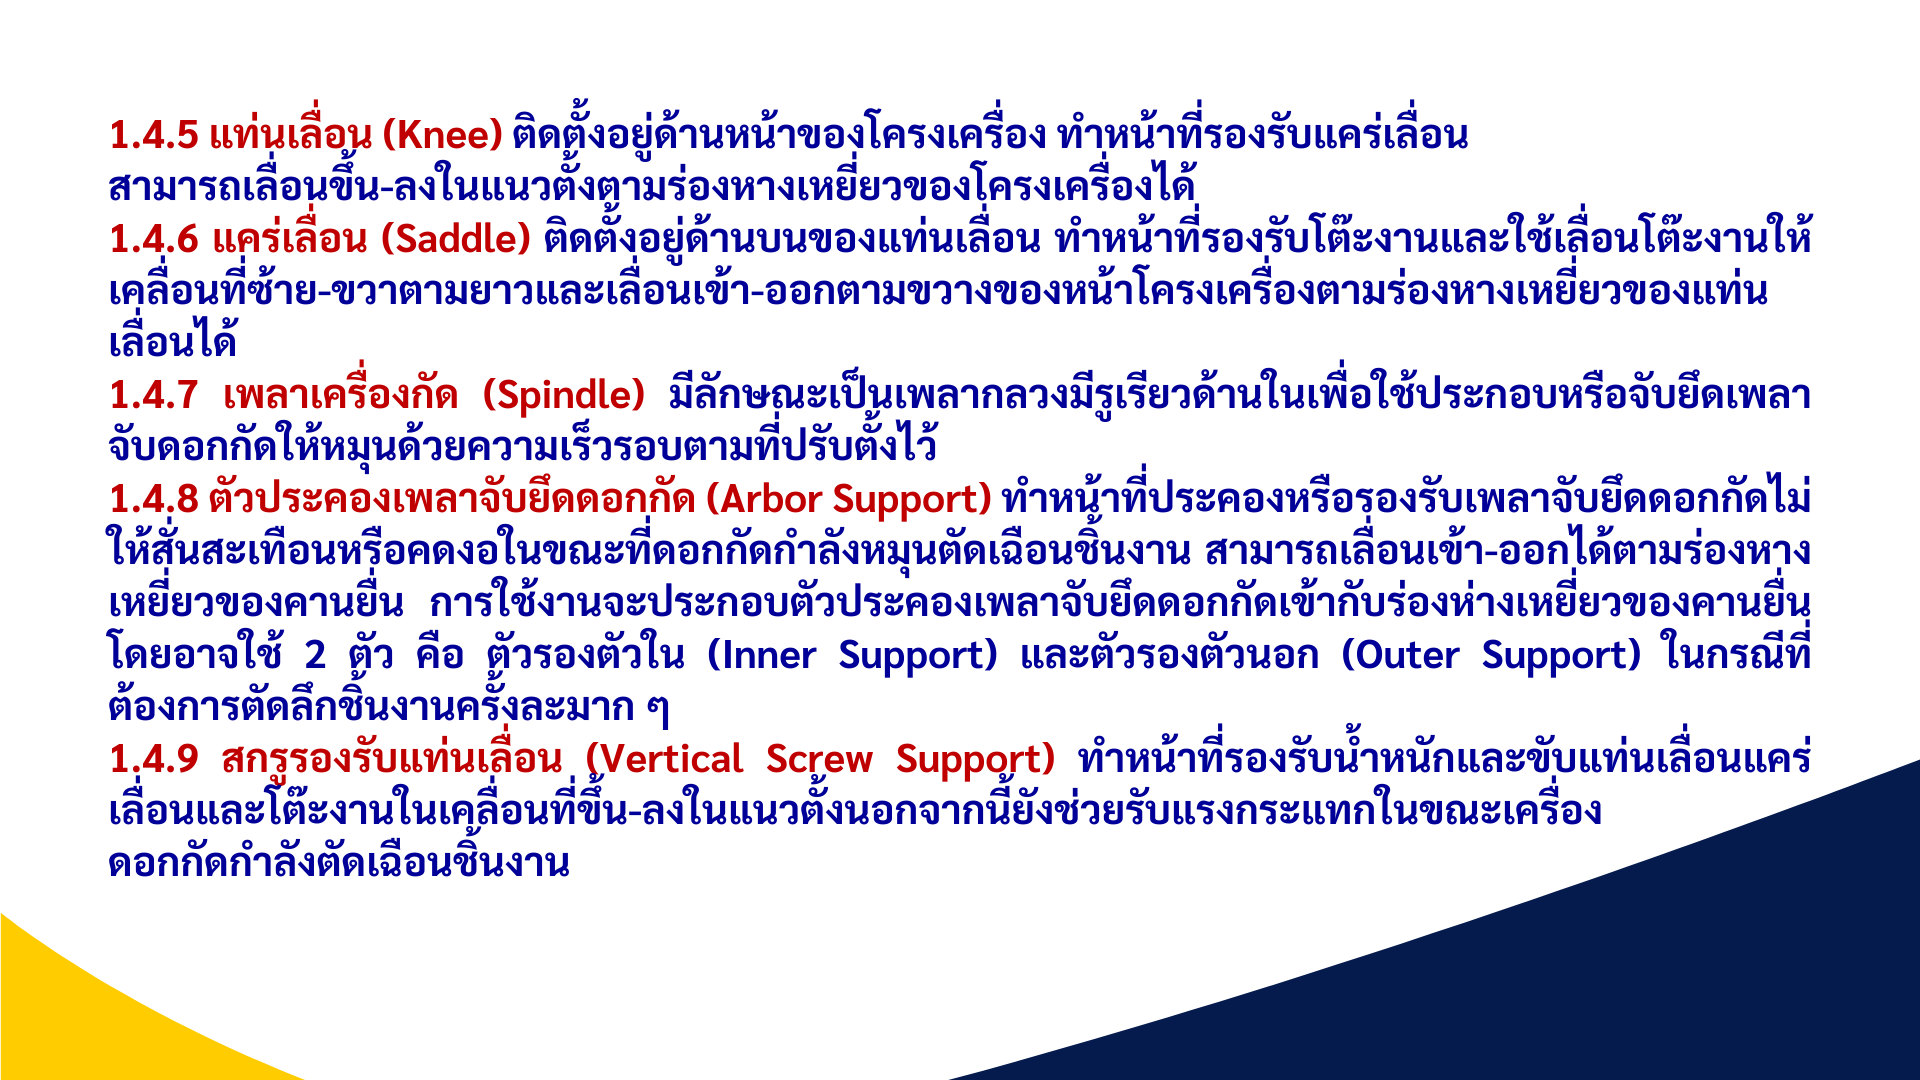 1.4.5 แท่นเลื่อน (Knee) ติดตั้งอยู่ด้านหน้าของโครงเครื่อง ทำหน้าที่รองรับแคร่เลื่อน
สามารถเลื่อนขึ้น-ลงในแนวตั้งตามร่องหางเหยี่ยวของโครงเครื่องได้
1.4.6 แคร่เลื่อน (Saddle) ติดตั้งอยู่ด้านบนของแท่นเลื่อน ทำหน้าที่รองรับโต๊ะงานและใช้เลื่อนโต๊ะงานให้
เคลื่อนที่ซ้าย-ขวาตามยาวและเลื่อนเข้า-ออกตามขวางของหน้าโครงเครื่องตามร่องหางเหยี่ยวของแท่น
เลื่อนได้
1.4.7 เพลาเครื่องกัด (Spindle) มีลักษณะเป็นเพลากลวงมีรูเรียวด้านในเพื่อใช้ประกอบหรือจับยึดเพลา
จับดอกกัดให้หมุนด้วยความเร็วรอบตามที่ปรับตั้งไว้
1.4.8 ตัวประคองเพลาจับยึดดอกกัด (Arbor Support) ทำหน้าที่ประคองหรือรองรับเพลาจับยึดดอกกัดไม่
ให้สั่นสะเทือนหรือคดงอในขณะที่ดอกกัดกำลังหมุนตัดเฉือนชิ้นงาน สามารถเลื่อนเข้า-ออกได้ตามร่องหาง
เหยี่ยวของคานยื่น การใช้งานจะประกอบตัวประคองเพลาจับยึดดอกกัดเข้ากับร่องห่างเหยี่ยวของคานยื่น
โดยอาจใช้ 2 ตัว คือ ตัวรองตัวใน (Inner Support) และตัวรองตัวนอก (Outer Support) ในกรณีที่
ต้องการตัดลึกชิ้นงานครั้งละมาก ๆ
1.4.9 สกรูรองรับแท่นเลื่อน (Vertical Screw Support) ทำหน้าที่รองรับน้ำหนักและขับแท่นเลื่อนแคร่
เลื่อนและโต๊ะงานในเคลื่อนที่ขึ้น-ลงในแนวตั้งนอกจากนี้ยังช่วยรับแรงกระแทกในขณะเครื่อง
ดอกกัดกำลังตัดเฉือนชิ้นงาน